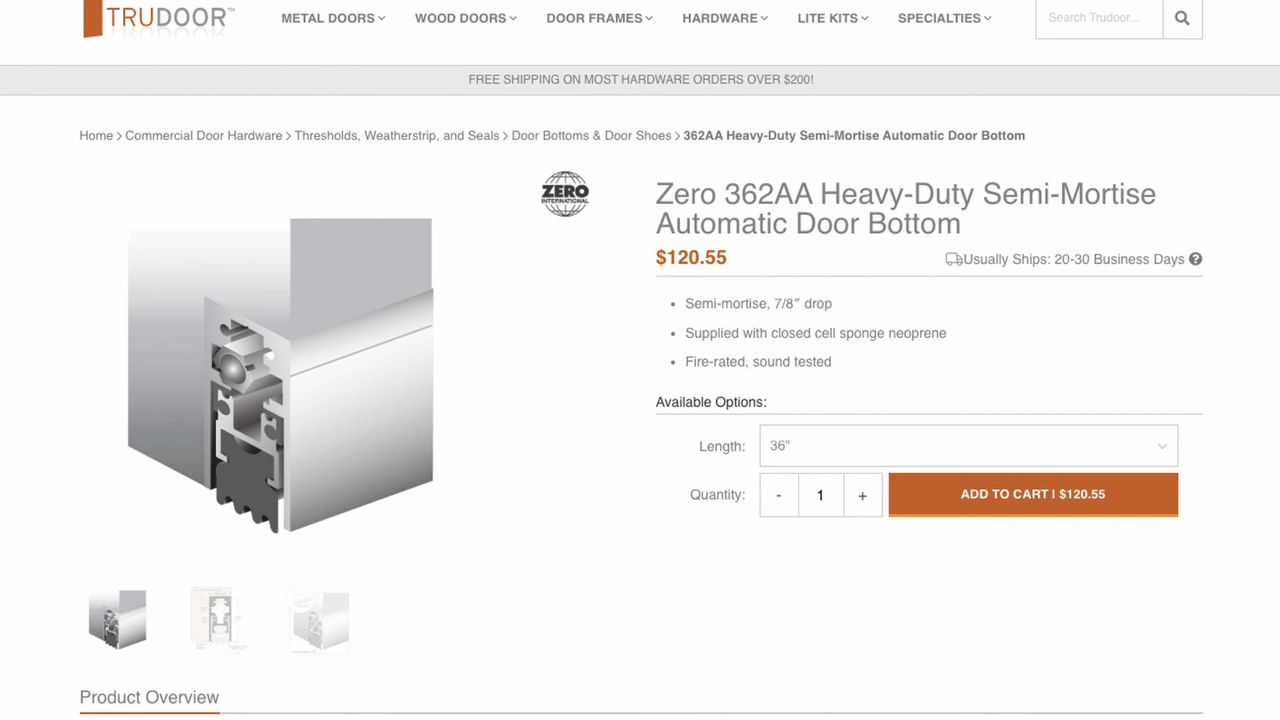 TRUDOOR™
METAL DOORS
WOOD DOORS
DOOR FRAMES
HARDWARE
LITE KITS
SPECIALTIES
Search Trudoor...
FREE SHIPPING ON MOST HARDWARE ORDERS OVER $200!
Home > Commercial Door Hardware > Thresholds, Weatherstrip, and Seals > Door Bottoms & Door Shoes > 362AA Heavy-Duty Semi-Mortise Automatic Door Bottom
ZERO
INTERNATIONAL
Zero 362AA Heavy-Duty Semi-Mortise
Automatic Door Bottom
$120.55
Usually Ships: 20-30 Business Days ?
• Semi-mortise, 7/8″ drop
• Supplied with closed cell sponge neoprene
• Fire-rated, sound tested
Available Options:
Length: 36"
Quantity: - 1 + ADD TO CART | $120.55
Product Overview